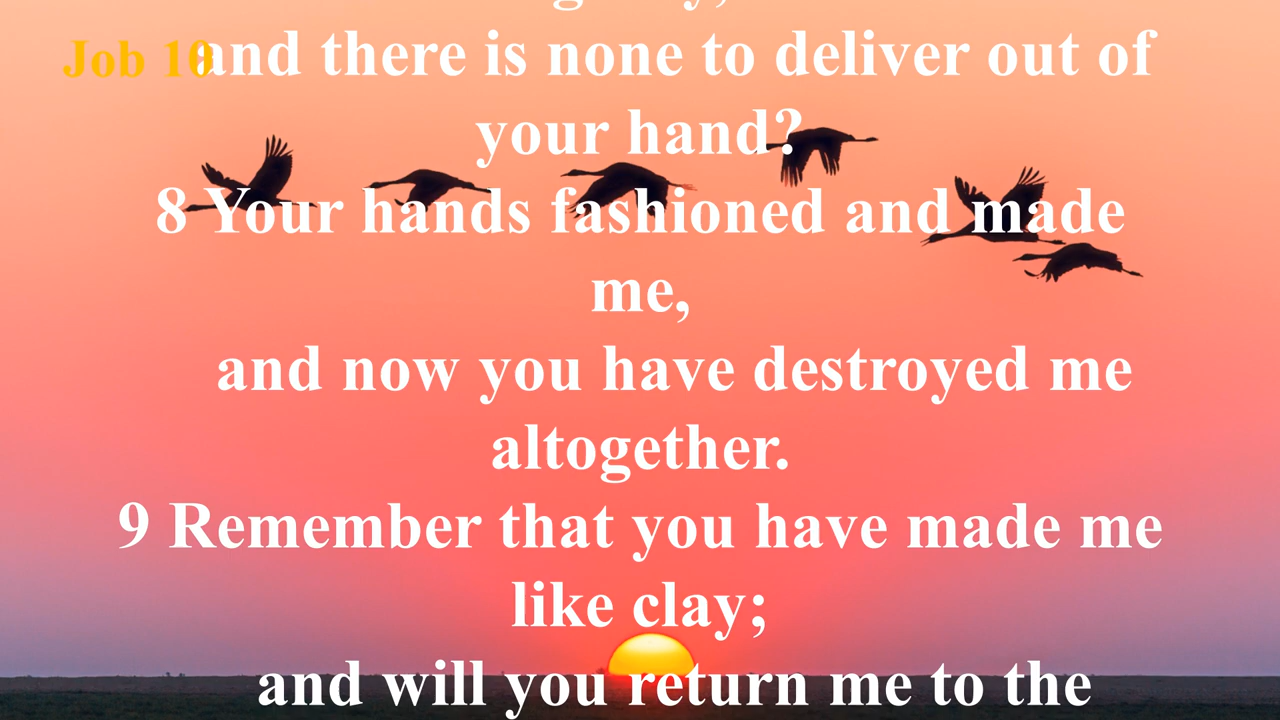 Job 10
and there is none to deliver out of
your hand?
8 Your hands fashioned and made
me,
and now you have destroyed me
altogether.
9 Remember that you have made me
like clay;
and will you return me to the